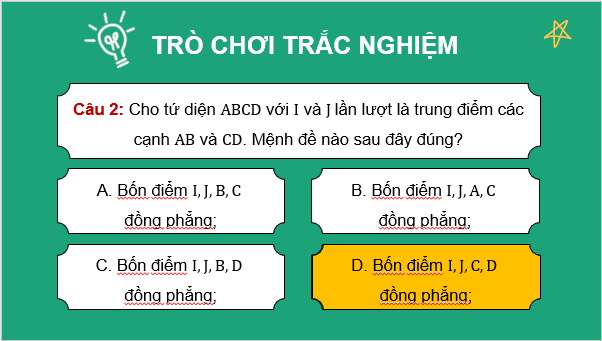 TRÒ CHƠI TRẮC NGHIỆM
Câu 2: Cho tứ diện ABCD với I và J lần lượt là trung điểm các
cạnh AB và CD. Mệnh đề nào sau đây đúng?
A. Bốn điểm I, J, B, C
đồng phẳng;
B. Bốn điểm I, J, A, C
đồng phẳng;
C. Bốn điểm I, J, B, D
đồng phẳng;
D. Bốn điểm I, J, C, D
đồng phẳng;